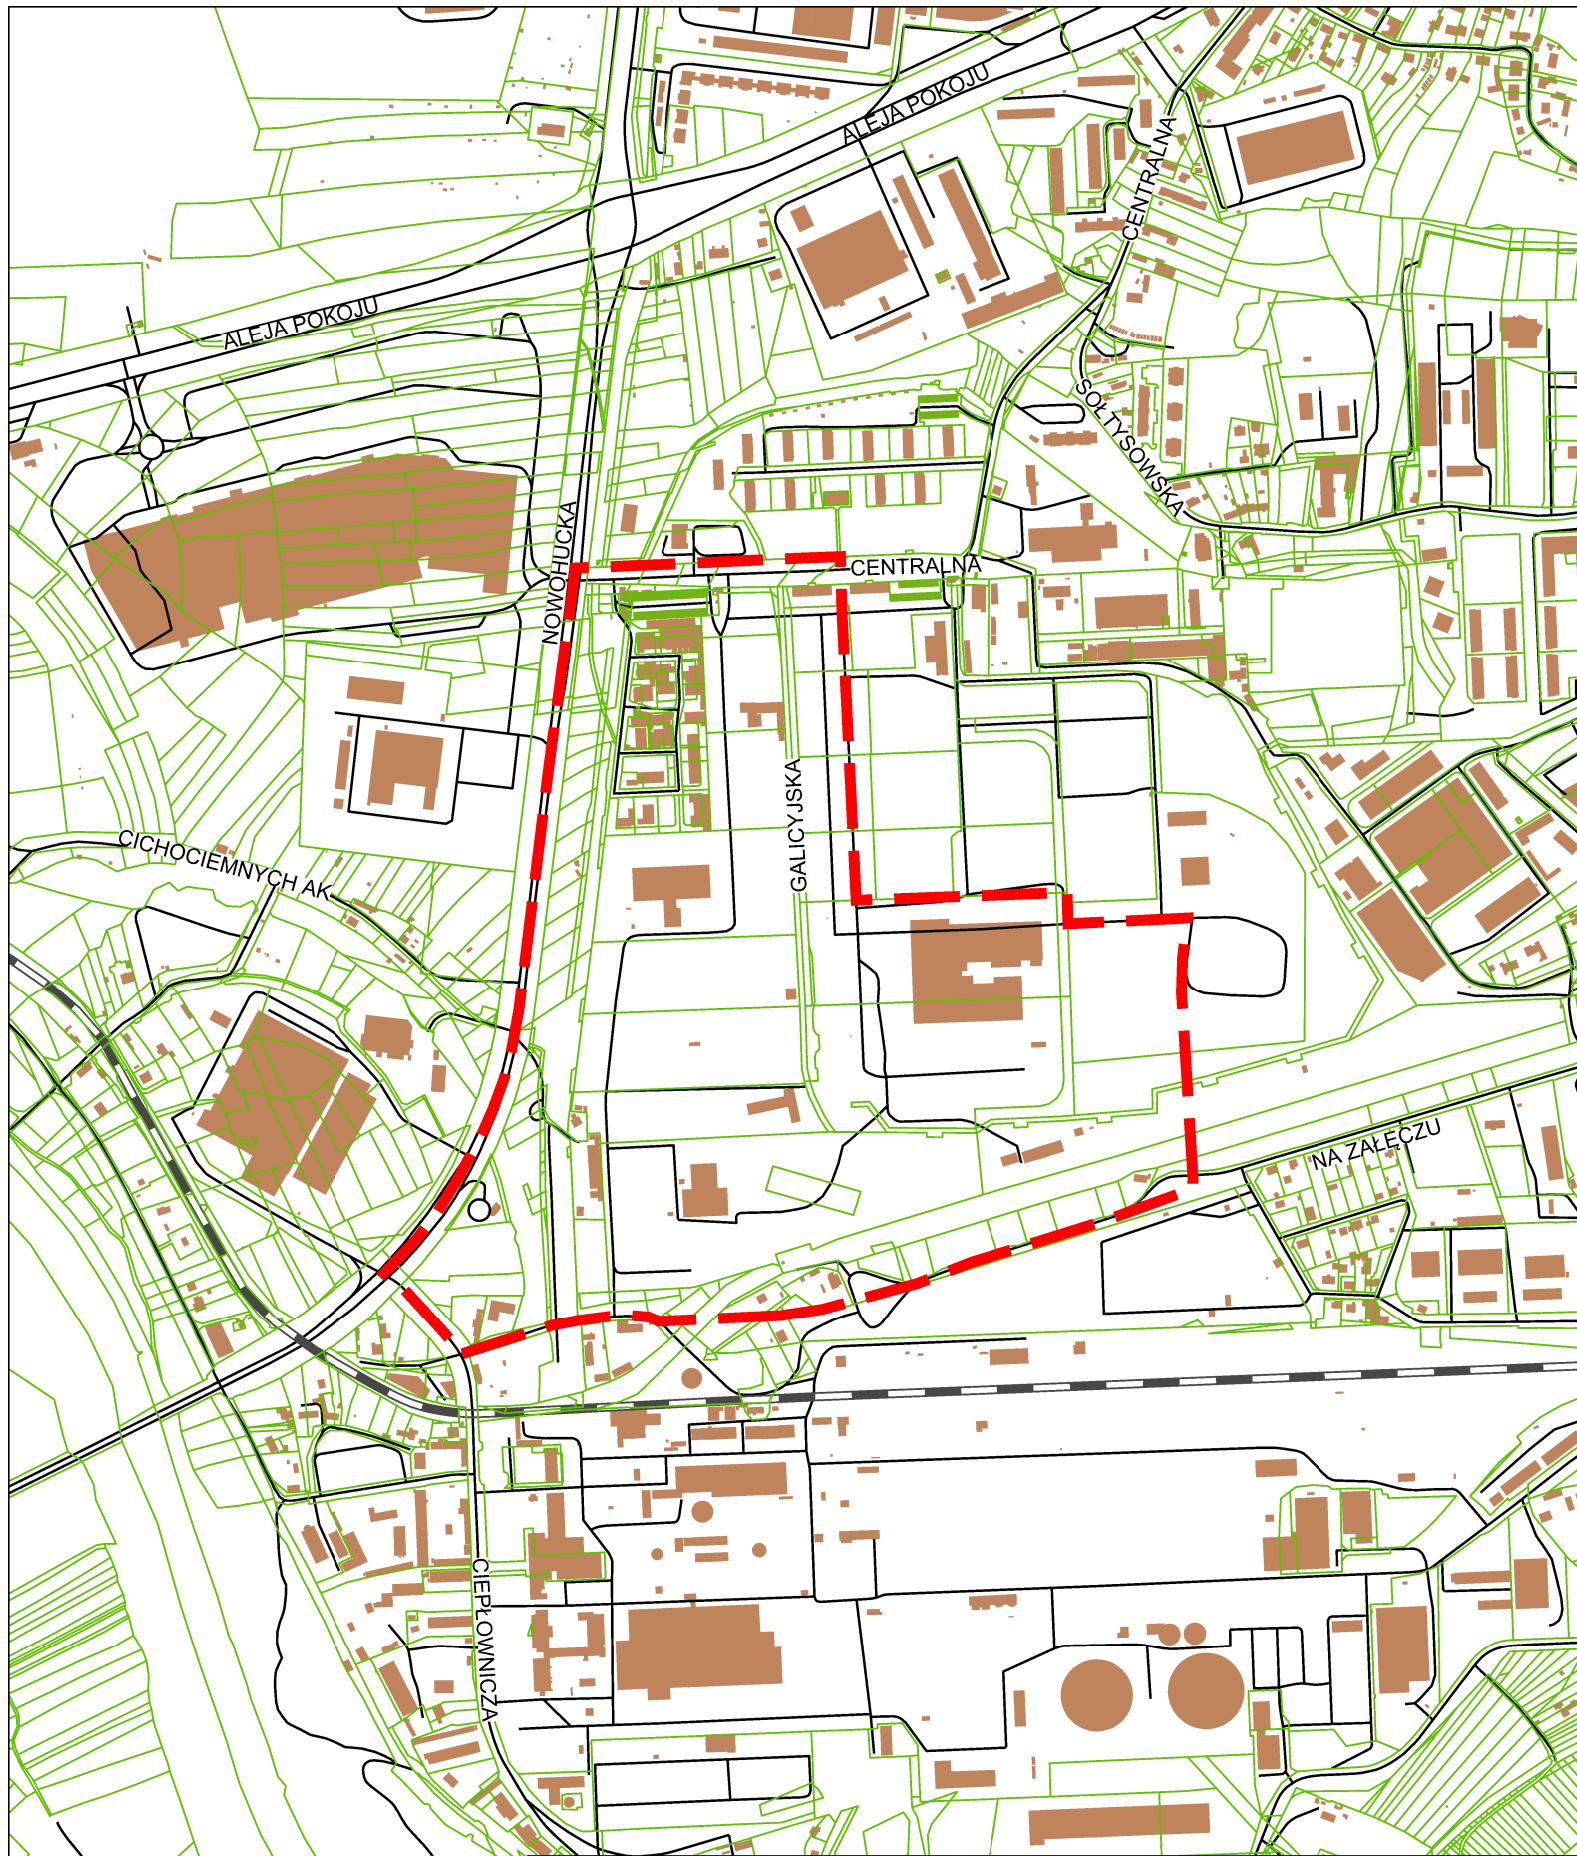 ALEJA POKOJU
CENTRALNA
ALEJA POKOJU
SOŁTYSOWSKA
NOWOHUCKA
CENTRALNA
GALICYJSKA
CICHOCIEMNYCH AK
NA ZAŁĘCZU
CIEPŁOWNICZA